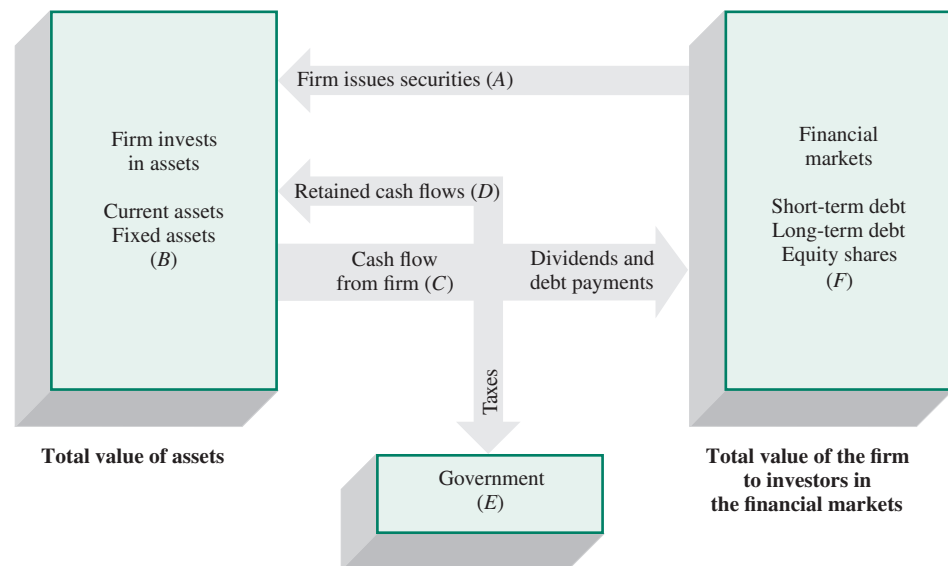 Firm issues securities (A)
Firm invests
in assets
Current assets
Fixed assets
(B)
Financial
markets
Short-term debt
Long-term debt
Equity shares
(F)
Retained cash flows (D)
Cash flow
from firm (C)
Dividends and
debt payments
Taxes
Government
(E)
Total value of assets
Total value of the firm
to investors in
the financial markets